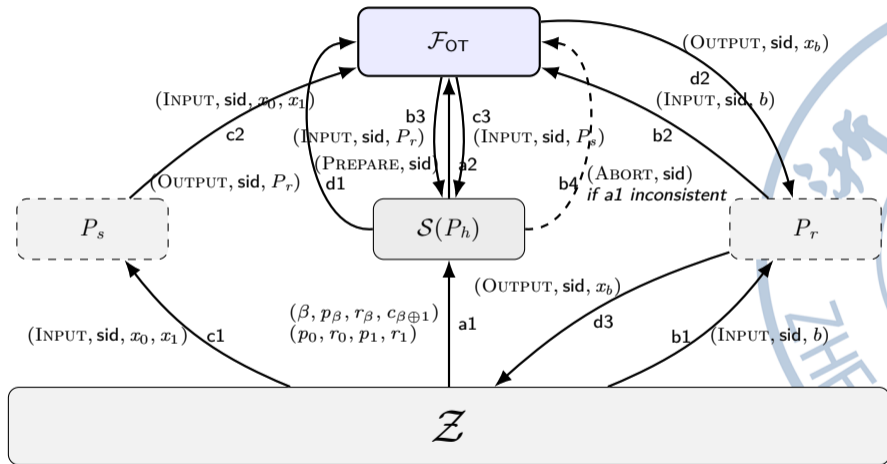 𝓕_OT
(OUTPUT, sid, x_b)
d2
(INPUT, sid, x_0, x_1)
c2
b3
(INPUT, sid, P_r)
c3
(INPUT, sid, P_s)
(INPUT, sid, b)
b2
(PREPARE, sid)
a2
d1
(OUTPUT, sid, P_r)
b4
(ABORT, sid)
if a1 inconsistent
P_s
𝒮(P_h)
P_r
(OUTPUT, sid, x_b)
d3
(β, p_β, r_β, c_{β⊕1})
(p_0, r_0, p_1, r_1)
a1
(INPUT, sid, x_0, x_1)
c1
b1
(INPUT, sid, b)
𝒵
浙
ZHE